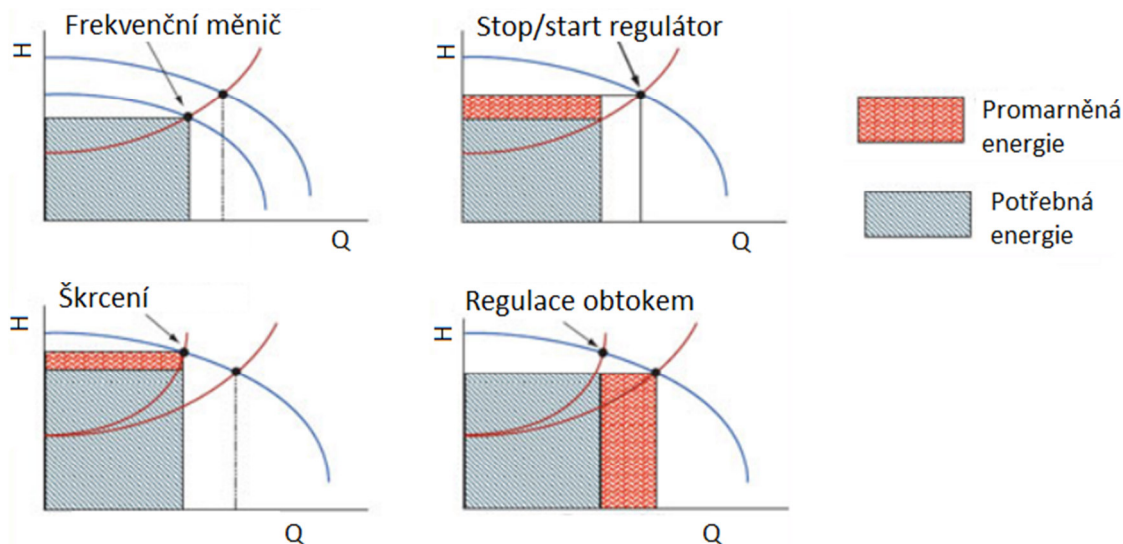 Frekvenční měnič
H
Q
Stop/start regulátor
H
Q
Promarněná
energie
Potřebná
energie
Škrcení
H
Q
Regulace obtokem
H
Q